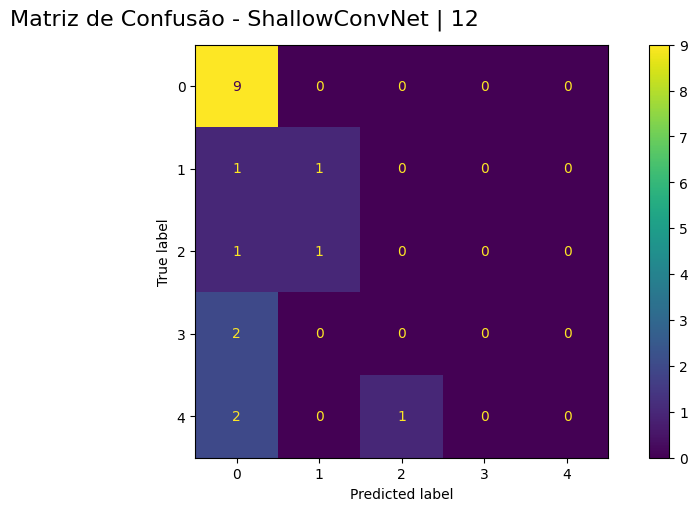 Matriz de Confusão - ShallowConvNet | 12
0 9 0 0 0 0
1 1 1 0 0 0
2 1 1 0 0 0
3 2 0 0 0 0
4 2 0 1 0 0
0 1 2 3 4
True label
Predicted label
9
8
7
6
5
4
3
2
1
0